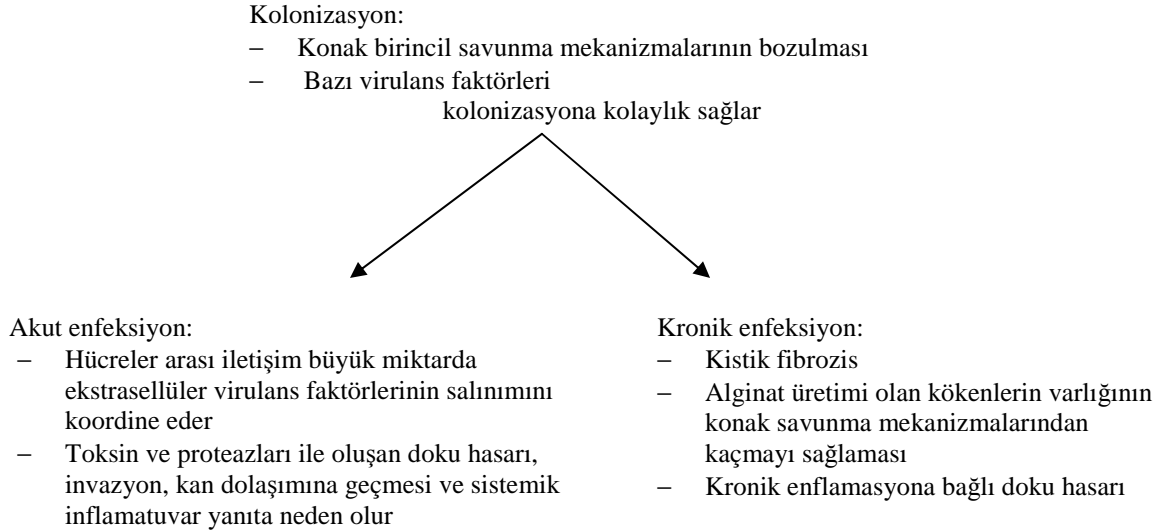 Kolonizasyon:
– Konak birincil savunma mekanizmalarının bozulması
– Bazı virulans faktörleri
kolonizasyona kolaylık sağlar
Akut enfeksiyon:
– Hücreler arası iletişim büyük miktarda
ekstrasellüler virulans faktörlerinin salınımını
koordine eder
– Toksin ve proteazları ile oluşan doku hasarı,
invazyon, kan dolaşımına geçmesi ve sistemik
inflamatuvar yanıta neden olur
Kronik enfeksiyon:
– Kistik fibrozis
– Alginat üretimi olan kökenlerin varlığının
konak savunma mekanizmalarından
kaçmayı sağlaması
– Kronik enflamasyona bağlı doku hasarı